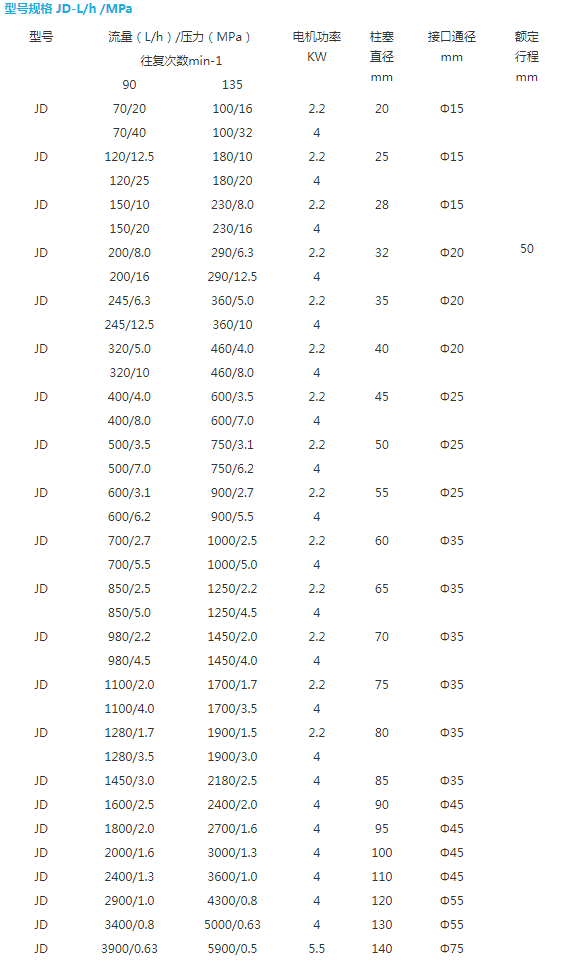 型号规格 JD-L/h /MPa
型号 流量（L/h）/压力（MPa） 电机功率 柱塞 接口通径 额定
往复次数min-1 KW 直径 mm 行程
90 135 mm mm
JD 70/20 100/16 2.2 20 Φ15
70/40 100/32 4
JD 120/12.5 180/10 2.2 25 Φ15
120/25 180/20 4
JD 150/10 230/8.0 2.2 28 Φ15
150/20 230/16 4
JD 200/8.0 290/6.3 2.2 32 Φ20 50
200/16 290/12.5 4
JD 245/6.3 360/5.0 2.2 35 Φ20
245/12.5 360/10 4
JD 320/5.0 460/4.0 2.2 40 Φ20
320/10 460/8.0 4
JD 400/4.0 600/3.5 2.2 45 Φ25
400/8.0 600/7.0 4
JD 500/3.5 750/3.1 2.2 50 Φ25
500/7.0 750/6.2 4
JD 600/3.1 900/2.7 2.2 55 Φ25
600/6.2 900/5.5 4
JD 700/2.7 1000/2.5 2.2 60 Φ35
700/5.5 1000/5.0 4
JD 850/2.5 1250/2.2 2.2 65 Φ35
850/5.0 1250/4.5 4
JD 980/2.2 1450/2.0 2.2 70 Φ35
980/4.5 1450/4.0 4
JD 1100/2.0 1700/1.7 2.2 75 Φ35
1100/4.0 1700/3.5 4
JD 1280/1.7 1900/1.5 2.2 80 Φ35
1280/3.5 1900/3.0 4
JD 1450/3.0 2180/2.5 4 85 Φ35
JD 1600/2.5 2400/2.0 4 90 Φ45
JD 1800/2.0 2700/1.6 4 95 Φ45
JD 2000/1.6 3000/1.3 4 100 Φ45
JD 2400/1.3 3600/1.0 4 110 Φ45
JD 2900/1.0 4300/0.8 4 120 Φ55
JD 3400/0.8 5000/0.63 4 130 Φ55
JD 3900/0.63 5900/0.5 5.5 140 Φ75